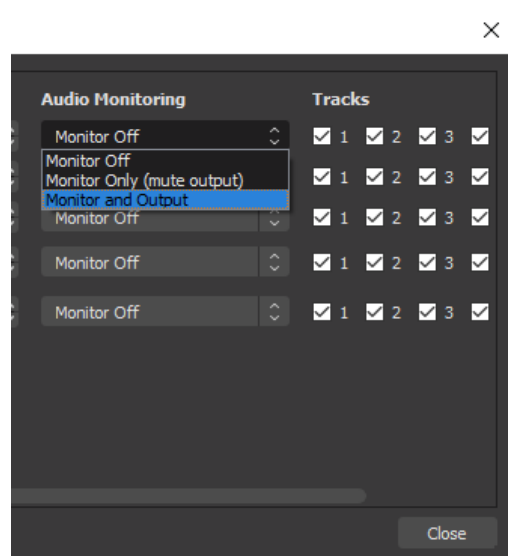 Audio Monitoring Tracks
Monitor Off 1 2 3
Monitor Off
Monitor Only (mute output) 1 2 3
Monitor and Output
Monitor Off 1 2 3
Monitor Off 1 2 3
Monitor Off 1 2 3
Close